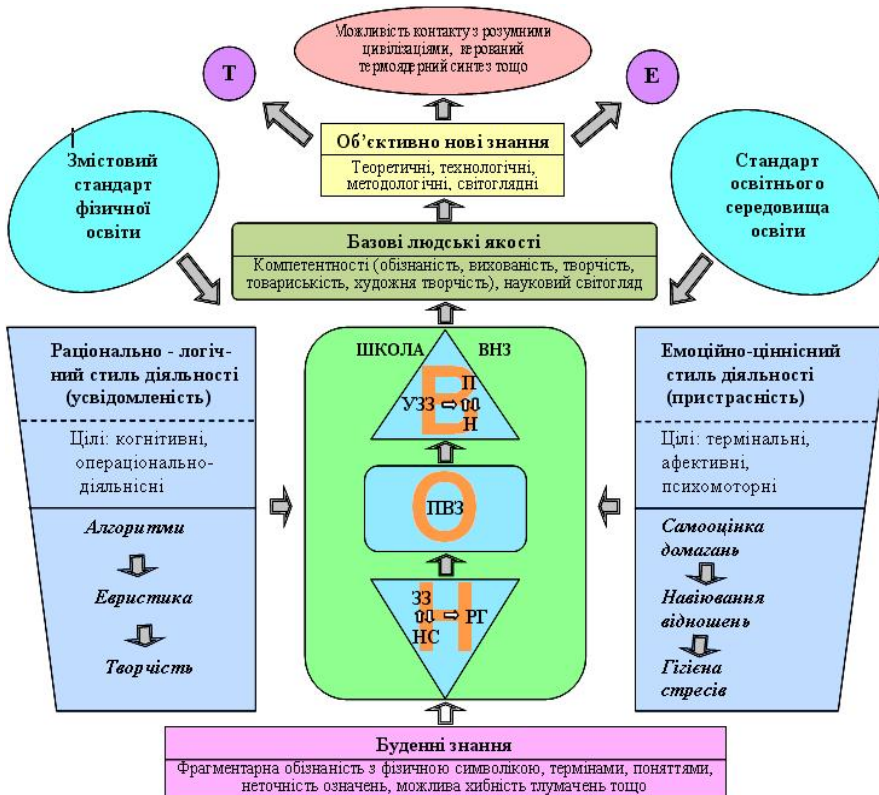 Можливість контакту з розумними
цивілізаціями, керований
термоядерний синтез тощо
Т
Е
Об’єктивно нові знання
Теоретичні, технологічні,
методологічні, світоглядні
Змістовий
стандарт
фізичної
освіти
Стандарт
освітнього
середовища
освіти
Базові людські якості
Компетентності (обізнаність, вихованість, творчість,
товариськість, художня творчість), науковий світогляд
Раціонально - логіч-
ний стиль діяльності
(усвідомленість)
Цілі: когнітивні,
операціонально-
діяльнісні
Алгоритми
Евристика
Творчість
ШКОЛА
ВНЗ
В
П
УЗЗ
Н
О
ПВЗ
Н
ЗЗ
РГ
НС
Емоційно-ціннісний
стиль діяльності
(пристрасність)
Цілі: термінальні,
афективні,
психомоторні
Самооцінка
домагань
Навіювання
відношень
Гігієна
стресів
Буденні знання
Фрагментарна обізнаність з фізичною символікою, термінами, поняттями,
неточність означень, можлива хибність тлумачень тощо